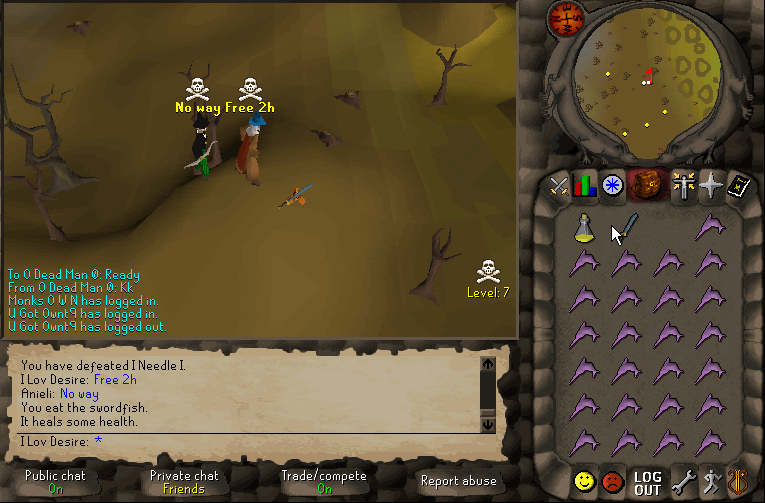 No way Free 2h
Level: 7
To 0 Dead Man 0: Ready
From 0 Dead Man 0: Kk
Monks 0 W N has logged in.
U Got 0wnt9 has logged in.
U Got 0wnt9 has logged out.
You have defeated I Needle I.
I Lov Desire: Free 2h
Anieli: No way
You eat the swordfish.
It heals some health.
I Lov Desire: *
Public chat
On
Private chat
Friends
Trade/compete
On
Report abuse
LOG
OUT